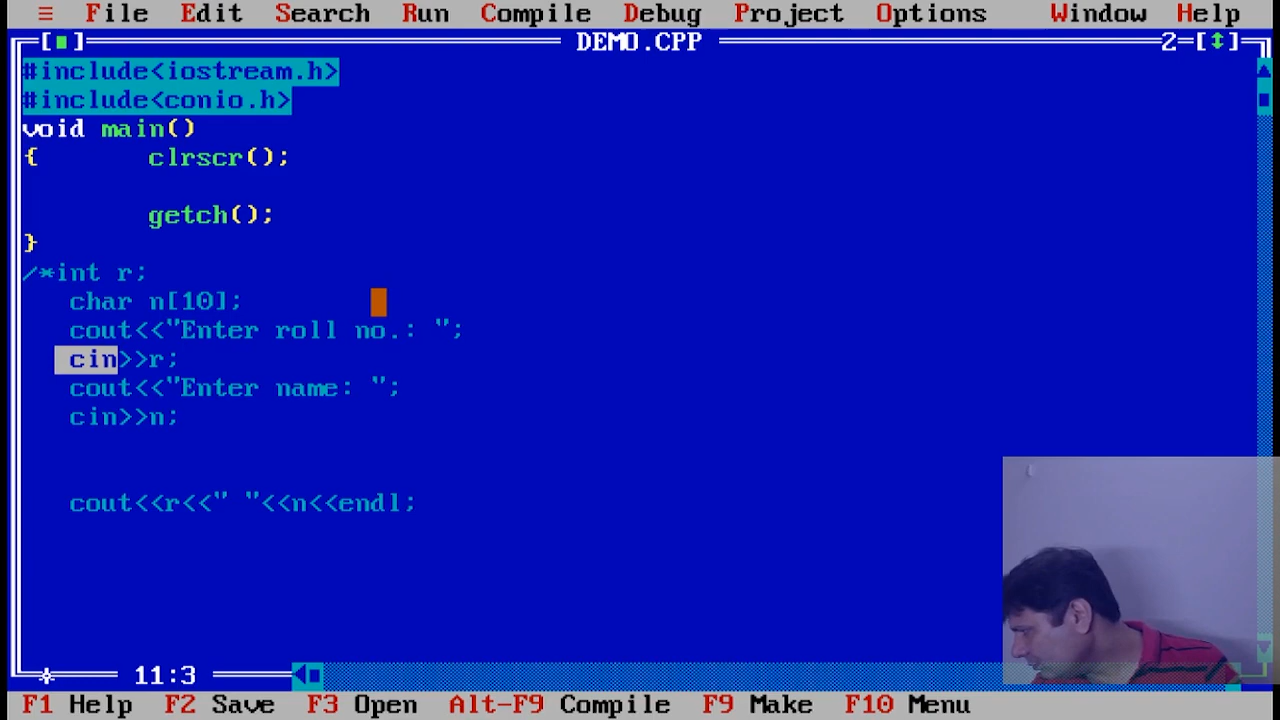 ≡ File Edit Search Run Compile Debug Project Options Window Help
[■] DEMO.CPP 2=[↕]
#include<iostream.h>
#include<conio.h>
void main()
{ clrscr();
getch();
}
/*int r;
char n[10];
cout<<"Enter roll no.: ";
cin>>r;
cout<<"Enter name: ";
cin>>n;
cout<<r<<" "<<n<<endl;
11:3
F1 Help F2 Save F3 Open Alt-F9 Compile F9 Make F10 Menu